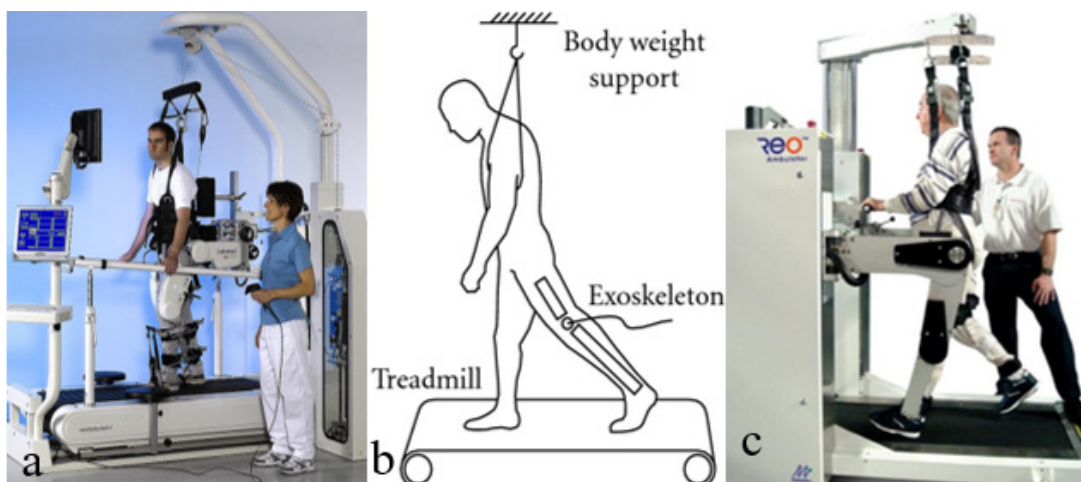 a
Body weight
support
Exoskeleton
Treadmill
b
REO
Ambulator
c